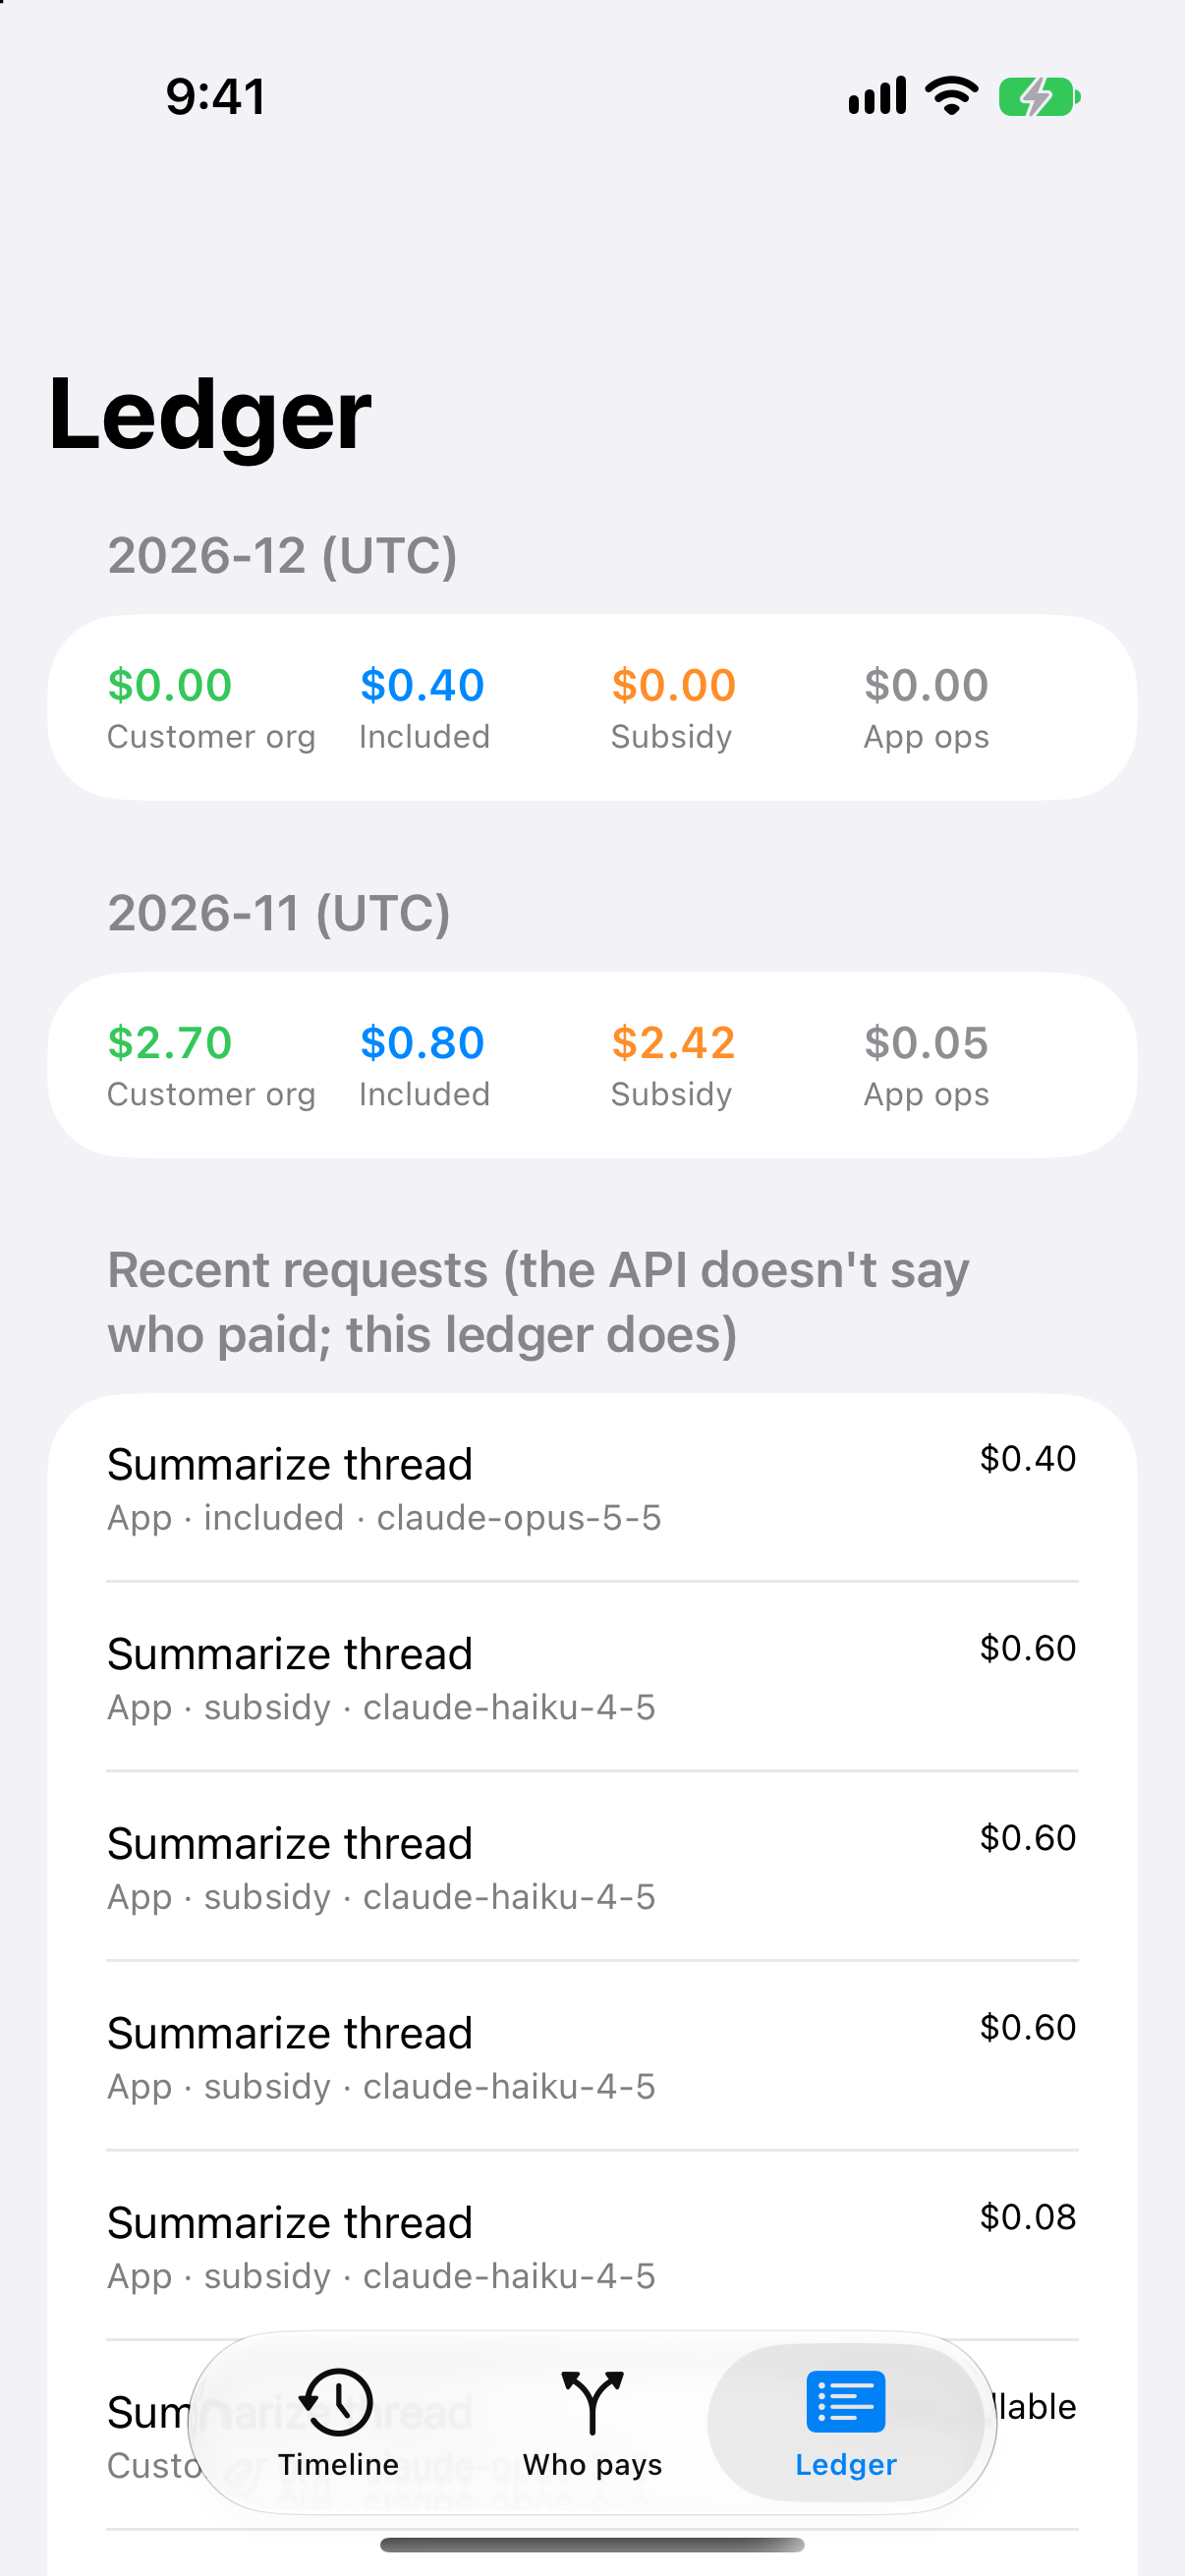 9:41
Ledger
2026-12 (UTC)
$0.00 $0.40 $0.00 $0.00
Customer org Included Subsidy App ops
2026-11 (UTC)
$2.70 $0.80 $2.42 $0.05
Customer org Included Subsidy App ops
Recent requests (the API doesn't say
who paid; this ledger does)
Summarize thread $0.40
App · included · claude-opus-5-5
Summarize thread $0.60
App · subsidy · claude-haiku-4-5
Summarize thread $0.60
App · subsidy · claude-haiku-4-5
Summarize thread $0.60
App · subsidy · claude-haiku-4-5
Summarize thread $0.08
App · subsidy · claude-haiku-4-5
Summarize thread
Timeline Who pays Ledger